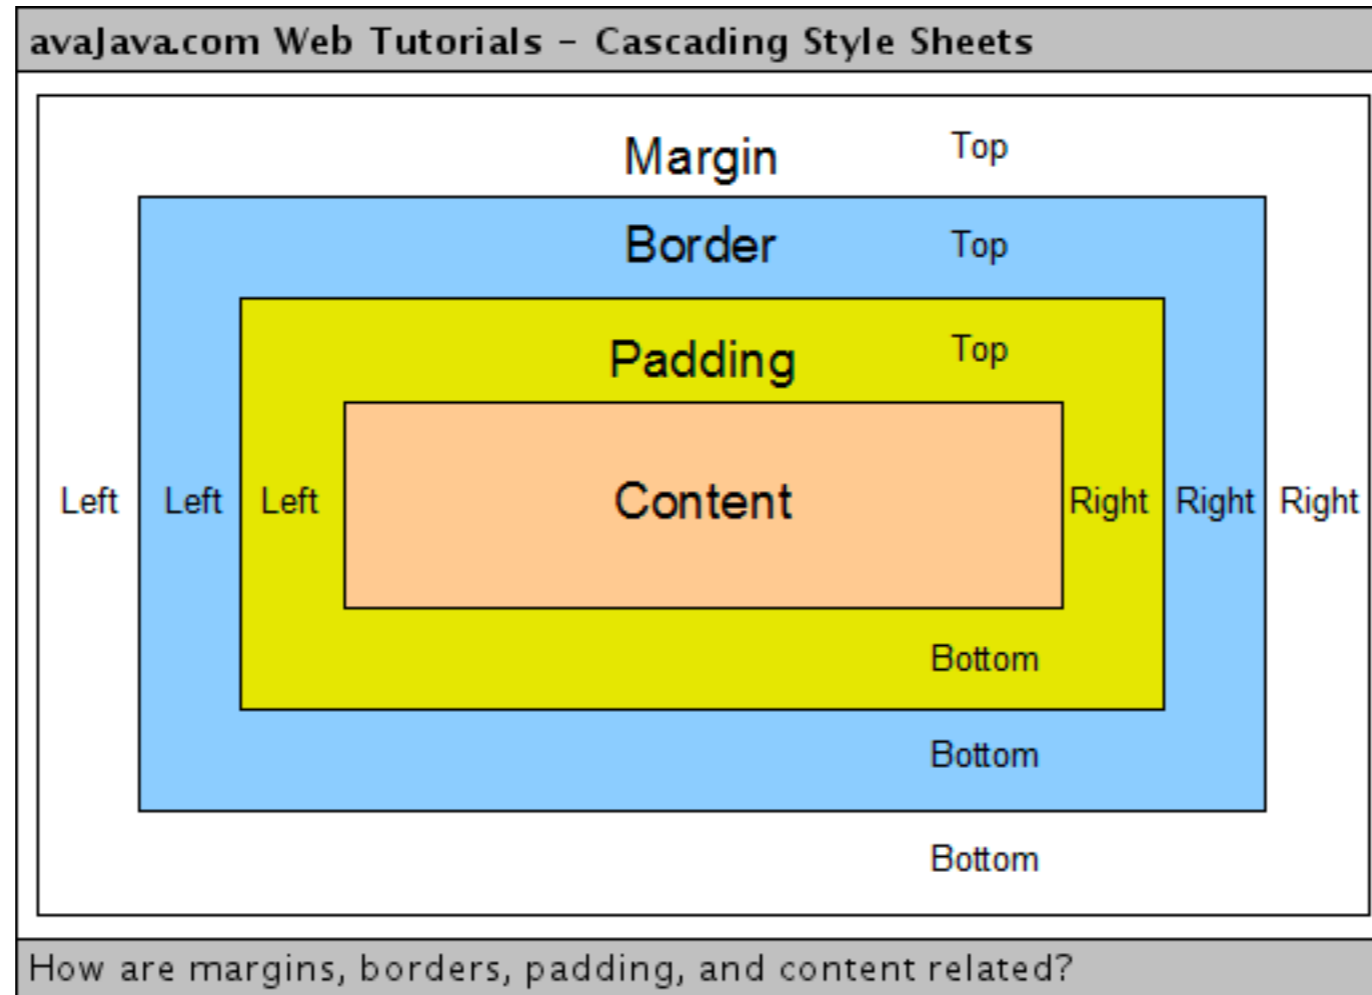 avaJava.com Web Tutorials - Cascading Style Sheets
Margin Top
Border Top
Padding Top
Left Left Left Content Right Right Right
Bottom
Bottom
Bottom
How are margins, borders, padding, and content related?